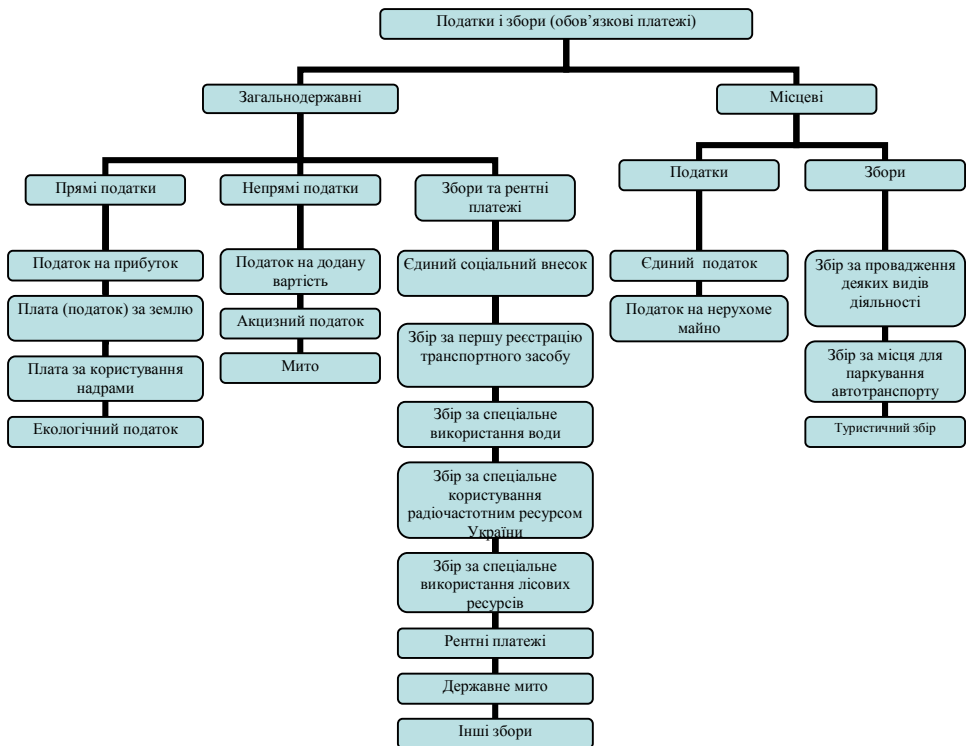 Податки і збори (обов’язкові платежі)
Загальнодержавні
Місцеві
Прямі податки
Непрямі податки
Збори та рентні
платежі
Податки
Збори
Податок на прибуток
Плата (податок) за землю
Плата за користування
надрами
Екологічний податок
Податок на додану
вартість
Акцизний податок
Мито
Єдиний соціальний внесок
Збір за першу реєстрацію
транспортного засобу
Збір за спеціальне
використання води
Збір за спеціальне
користування
радіочастотним ресурсом
України
Збір за спеціальне
використання лісових
ресурсів
Рентні платежі
Державне мито
Інші збори
Єдиний податок
Податок на нерухоме
майно
Збір за провадження
деяких видів
діяльності
Збір за місця для
паркування
автотранспорту
Туристичний збір